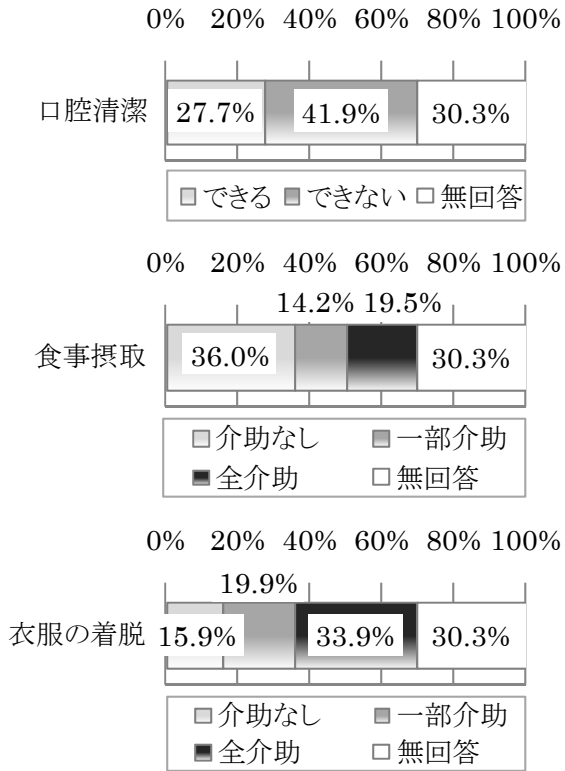 0% 20% 40% 60% 80% 100%
口腔清潔 27.7% 41.9% 30.3%
できる できない 無回答
0% 20% 40% 60% 80% 100%
14.2% 19.5%
食事摂取 36.0% 30.3%
介助なし 一部介助
全介助 無回答
0% 20% 40% 60% 80% 100%
19.9%
衣服の着脱 15.9% 33.9% 30.3%
介助なし 一部介助
全介助 無回答